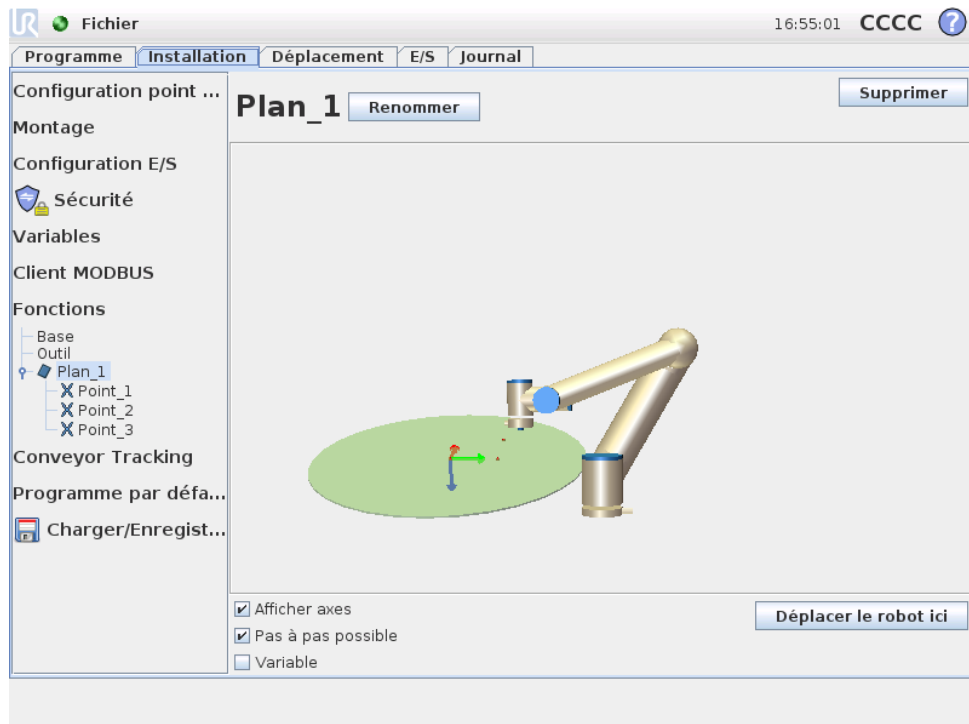 UR Fichier 16:55:01 CCCC ?
Programme Installation Déplacement E/S Journal
Configuration point ...
Montage
Configuration E/S
Sécurité
Variables
Client MODBUS
Fonctions
Base
Outil
Plan_1
Point_1
Point_2
Point_3
Conveyor Tracking
Programme par défa...
Charger/Enregist...
Plan_1 Renommer Supprimer
Afficher axes
Pas à pas possible
Variable
Déplacer le robot ici